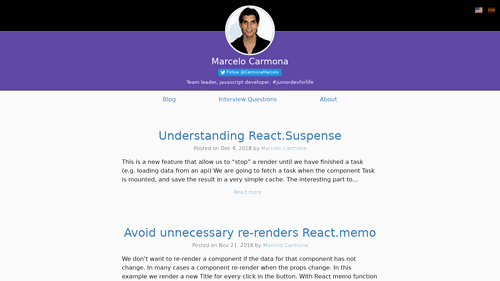 Marcelo Carmona
Follow @CarmonaMarcelo
Team leader, javascript developer, #juniordevforlife
Blog
Interview Questions
About
Understanding React.Suspense
Posted on Dec 4, 2018 by Marcelo Carmona
This is a new feature that allow us to “stop” a render until we have finished a task
(e.g. loading data from an api) We are going to fetch a task when the component Task
is mounted, and save the result in a very simple cache. The interesting part to...
Read more
Avoid unnecessary re-renders React.memo
Posted on Nov 21, 2018 by Marcelo Carmona
We don’t want to re-render a component if the data for that component has not
change. In many cases a component re-render when the props change. In this
example we render a new Title for every click in the button. With React memo function